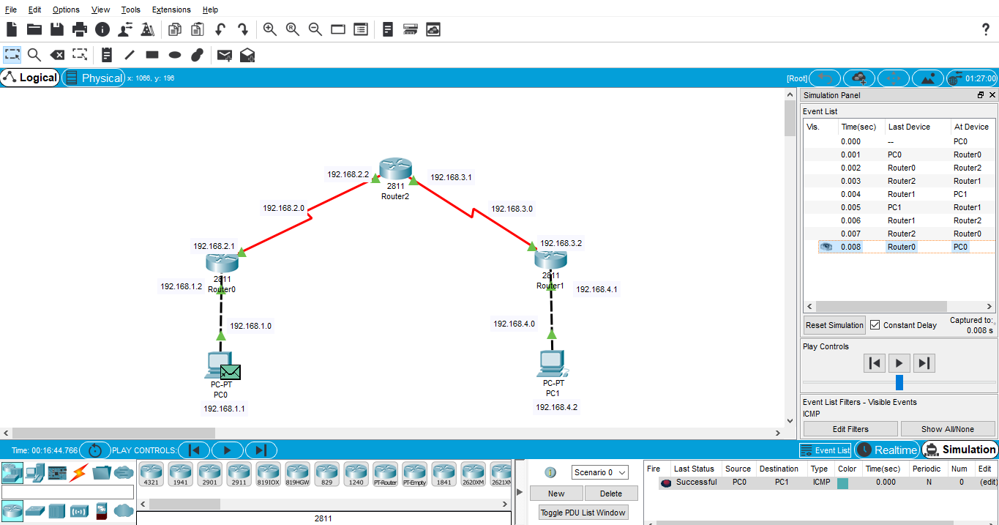 File Edit Options View Tools Extensions Help
?
Logical Physical x: 1066, y: 196 [Root] 01:27:00
Simulation Panel
Event List
Vis. Time(sec) Last Device At Device
0.000 -- PC0
0.001 PC0 Router0
0.002 Router0 Router2
0.003 Router2 Router1
0.004 Router1 PC1
0.005 PC1 Router1
0.006 Router1 Router2
0.007 Router2 Router0
0.008 Router0 PC0
Reset Simulation Constant Delay Captured to:
0.008 s
Play Controls
Event List Filters - Visible Events
ICMP
Edit Filters Show All/None
192.168.2.2 192.168.3.1
2811
Router2
192.168.2.0 192.168.3.0
192.168.2.1 192.168.3.2
2811
Router0
2811
Router1
192.168.1.2 192.168.4.1
192.168.1.0 192.168.4.0
PC-PT
PC0
192.168.1.1
PC-PT
PC1
192.168.4.2
Time: 00:16:44.766 PLAY CONTROLS: Event List Realtime Simulation
4321 1941 2901 2911 819IOX 819HGW 829 1240 PT-Router PT-Empty 1841 2620XM 2621XM
2811
Scenario 0
New Delete
Toggle PDU List Window
Fire Last Status Source Destination Type Color Time(sec) Periodic Num Edit
Successful PC0 PC1 ICMP 0.000 N 0 (edit)